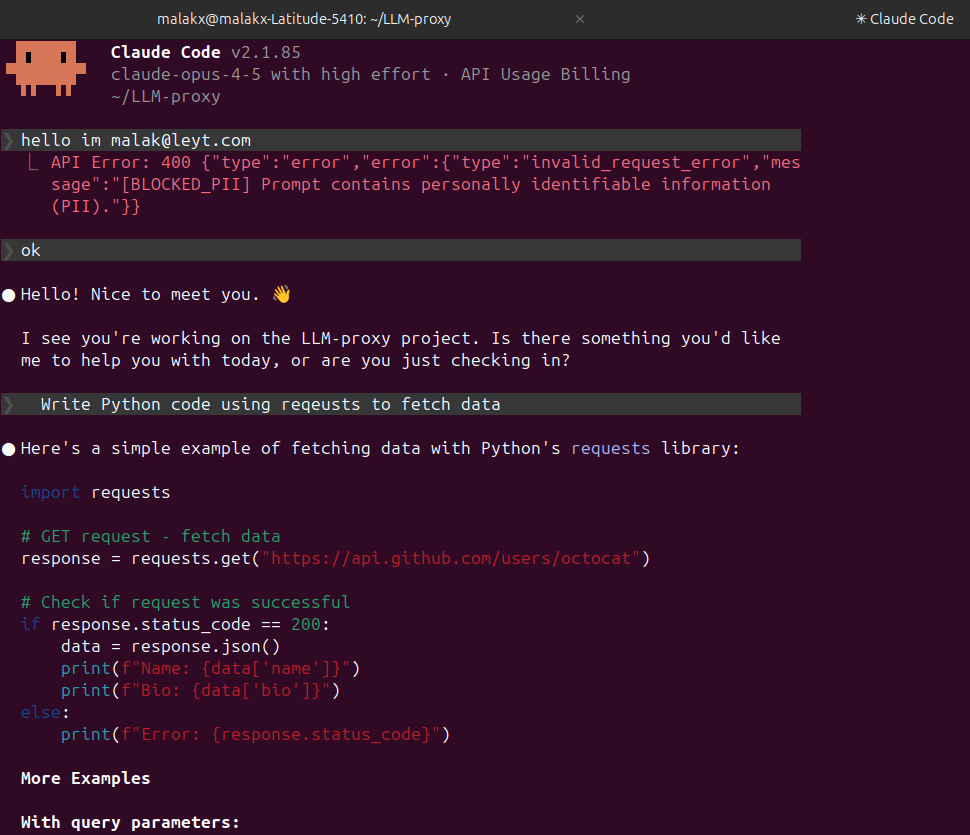 malakx@malakx-Latitude-5410: ~/LLM-proxy × ✳ Claude Code
Claude Code v2.1.85
claude-opus-4-5 with high effort · API Usage Billing
~/LLM-proxy
❯ hello im malak@leyt.com
⎿ API Error: 400 {"type":"error","error":{"type":"invalid_request_error","mes
sage":"[BLOCKED_PII] Prompt contains personally identifiable information
(PII)."}}
❯ ok
● Hello! Nice to meet you. 👋
I see you're working on the LLM-proxy project. Is there something you'd like
me to help you with today, or are you just checking in?
❯ Write Python code using reqeusts to fetch data
● Here's a simple example of fetching data with Python's requests library:
import requests
# GET request - fetch data
response = requests.get("https://api.github.com/users/octocat")
# Check if request was successful
if response.status_code == 200:
    data = response.json()
    print(f"Name: {data['name']}")
    print(f"Bio: {data['bio']}")
else:
    print(f"Error: {response.status_code}")
More Examples
With query parameters: